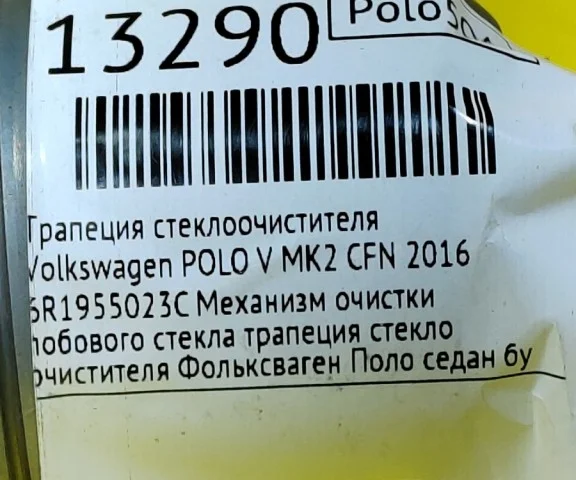 13290
Polo
Трапеция стеклоочистителя
Volkswagen POLO V MK2 CFN 2016
6R1955023C Механизм очистки
лобового стекла трапеция стекло
очистителя Фольксваген Поло седан бу